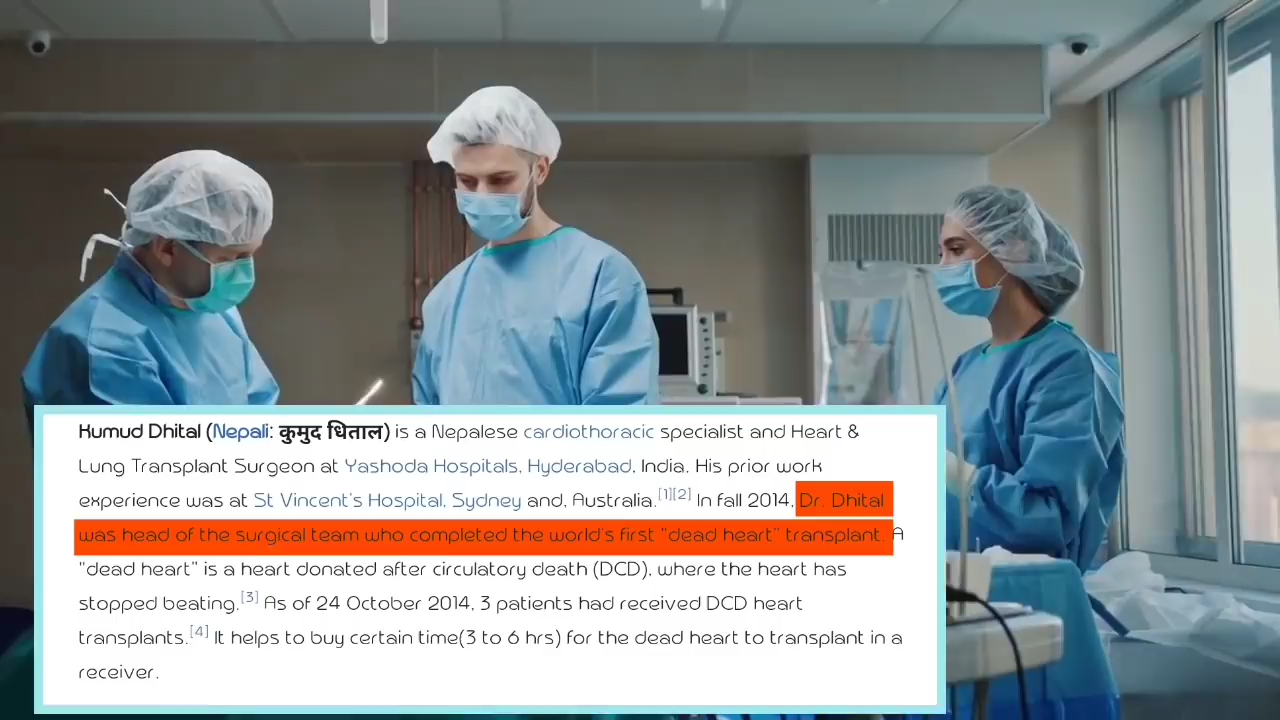 Kumud Dhital (Nepali: कुमुद धिताल) is a Nepalese cardiothoracic specialist and Heart &
Lung Transplant Surgeon at Yashoda Hospitals, Hyderabad, India. His prior work
experience was at St Vincent's Hospital, Sydney and, Australia.[1][2] In fall 2014, Dr. Dhital
was head of the surgical team who completed the world's first "dead heart" transplant. A
"dead heart" is a heart donated after circulatory death (DCD), where the heart has
stopped beating.[3] As of 24 October 2014, 3 patients had received DCD heart
transplants.[4] It helps to buy certain time(3 to 6 hrs) for the dead heart to transplant in a
receiver.